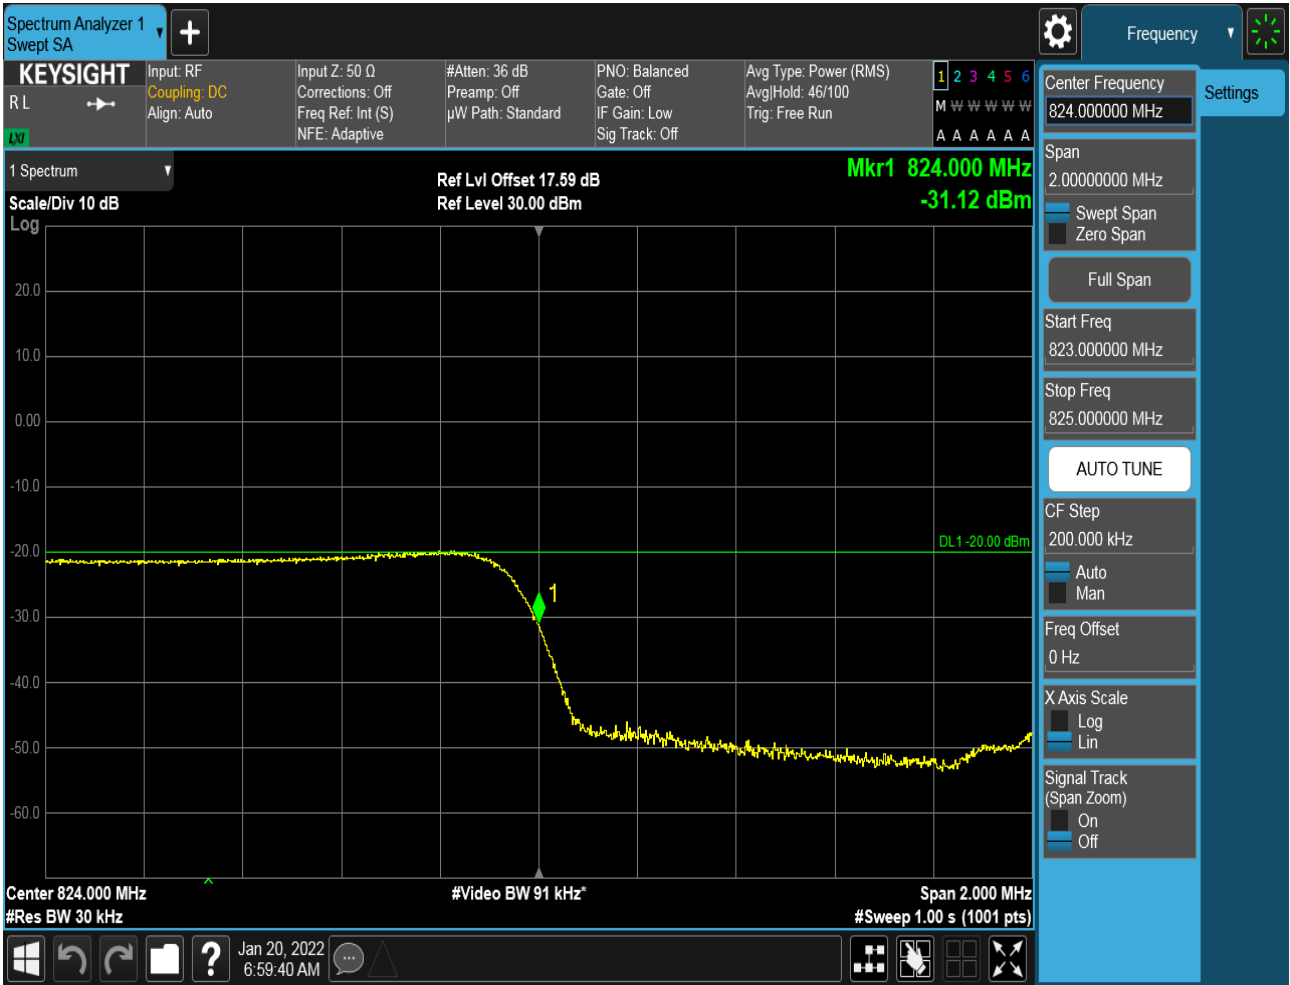 Spectrum Analyzer 1
Swept SA
Frequency
KEYSIGHT
R L
LXI
Input: RF
Coupling: DC
Align: Auto
Input Z: 50 Ω
Corrections: Off
Freq Ref: Int (S)
NFE: Adaptive
#Atten: 36 dB
Preamp: Off
µW Path: Standard
PNO: Balanced
Gate: Off
IF Gain: Low
Sig Track: Off
Avg Type: Power (RMS)
Avg|Hold: 46/100
Trig: Free Run
1 2 3 4 5 6
M W W W W W
A A A A A A
1 Spectrum
Scale/Div 10 dB
Log
Ref Lvl Offset 17.59 dB
Ref Level 30.00 dBm
Mkr1 824.000 MHz
-31.12 dBm
20.0
10.0
0.00
-10.0
-20.0
-30.0
-40.0
-50.0
-60.0
DL1 -20.00 dBm
1
Center 824.000 MHz
#Res BW 30 kHz
#Video BW 91 kHz*
Span 2.000 MHz
#Sweep 1.00 s (1001 pts)
Jan 20, 2022
6:59:40 AM
Center Frequency
824.000000 MHz
Span
2.00000000 MHz
Swept Span
Zero Span
Full Span
Start Freq
823.000000 MHz
Stop Freq
825.000000 MHz
AUTO TUNE
CF Step
200.000 kHz
Auto
Man
Freq Offset
0 Hz
X Axis Scale
Log
Lin
Signal Track
(Span Zoom)
On
Off
Settings